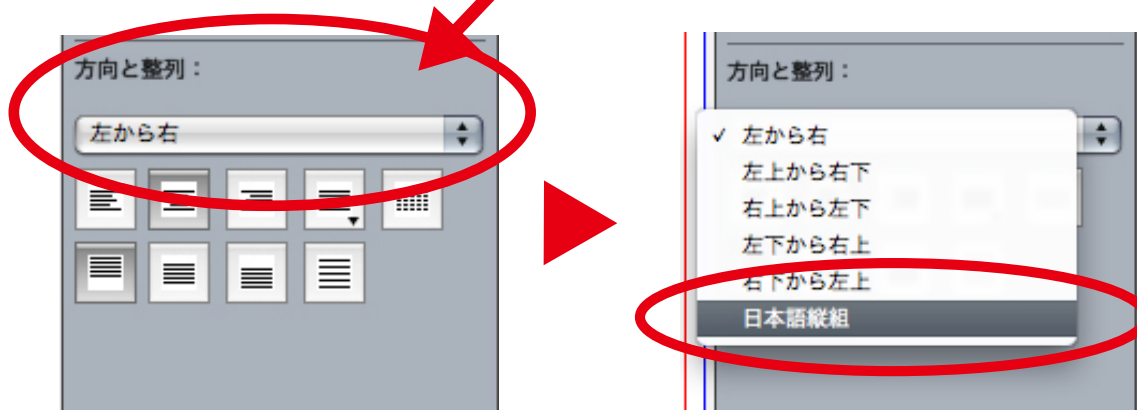 方向と整列：
左から右
方向と整列：
✓ 左から右
左上から右下
右上から左下
左下から右上
右下から左上
日本語縦組